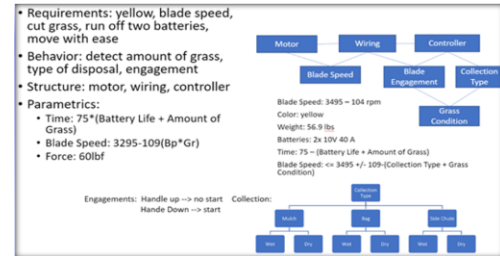 • Requirements: yellow, blade speed,
cut grass, run off two batteries,
move with ease
• Behavior: detect amount of grass,
type of disposal, engagement
• Structure: motor, wiring, controller
• Parametrics:
• Time: 75*(Battery Life + Amount of
Grass)
• Blade Speed: 3295-109(Bp*Gr)
• Force: 60lbf
Motor
Wiring
Controller
Blade Speed
Blade
Engagement
Collection
Type
Grass
Condition
Blade Speed: 3495 – 104 rpm
Color: yellow
Weight: 56.9 lbs
Batteries: 2x 10V 40 A
Time: 75 – (Battery Life + Amount of Grass)
Blade Speed: <= 3495 +/- 109-(Collection Type + Grass
Condition)
Engagements: Handle up --> no start
Hande Down --> start
Collection:
Collection
Type
Mulch
Bag
Side Chute
Wet
Dry
Wet
Dry
Wet
Dry